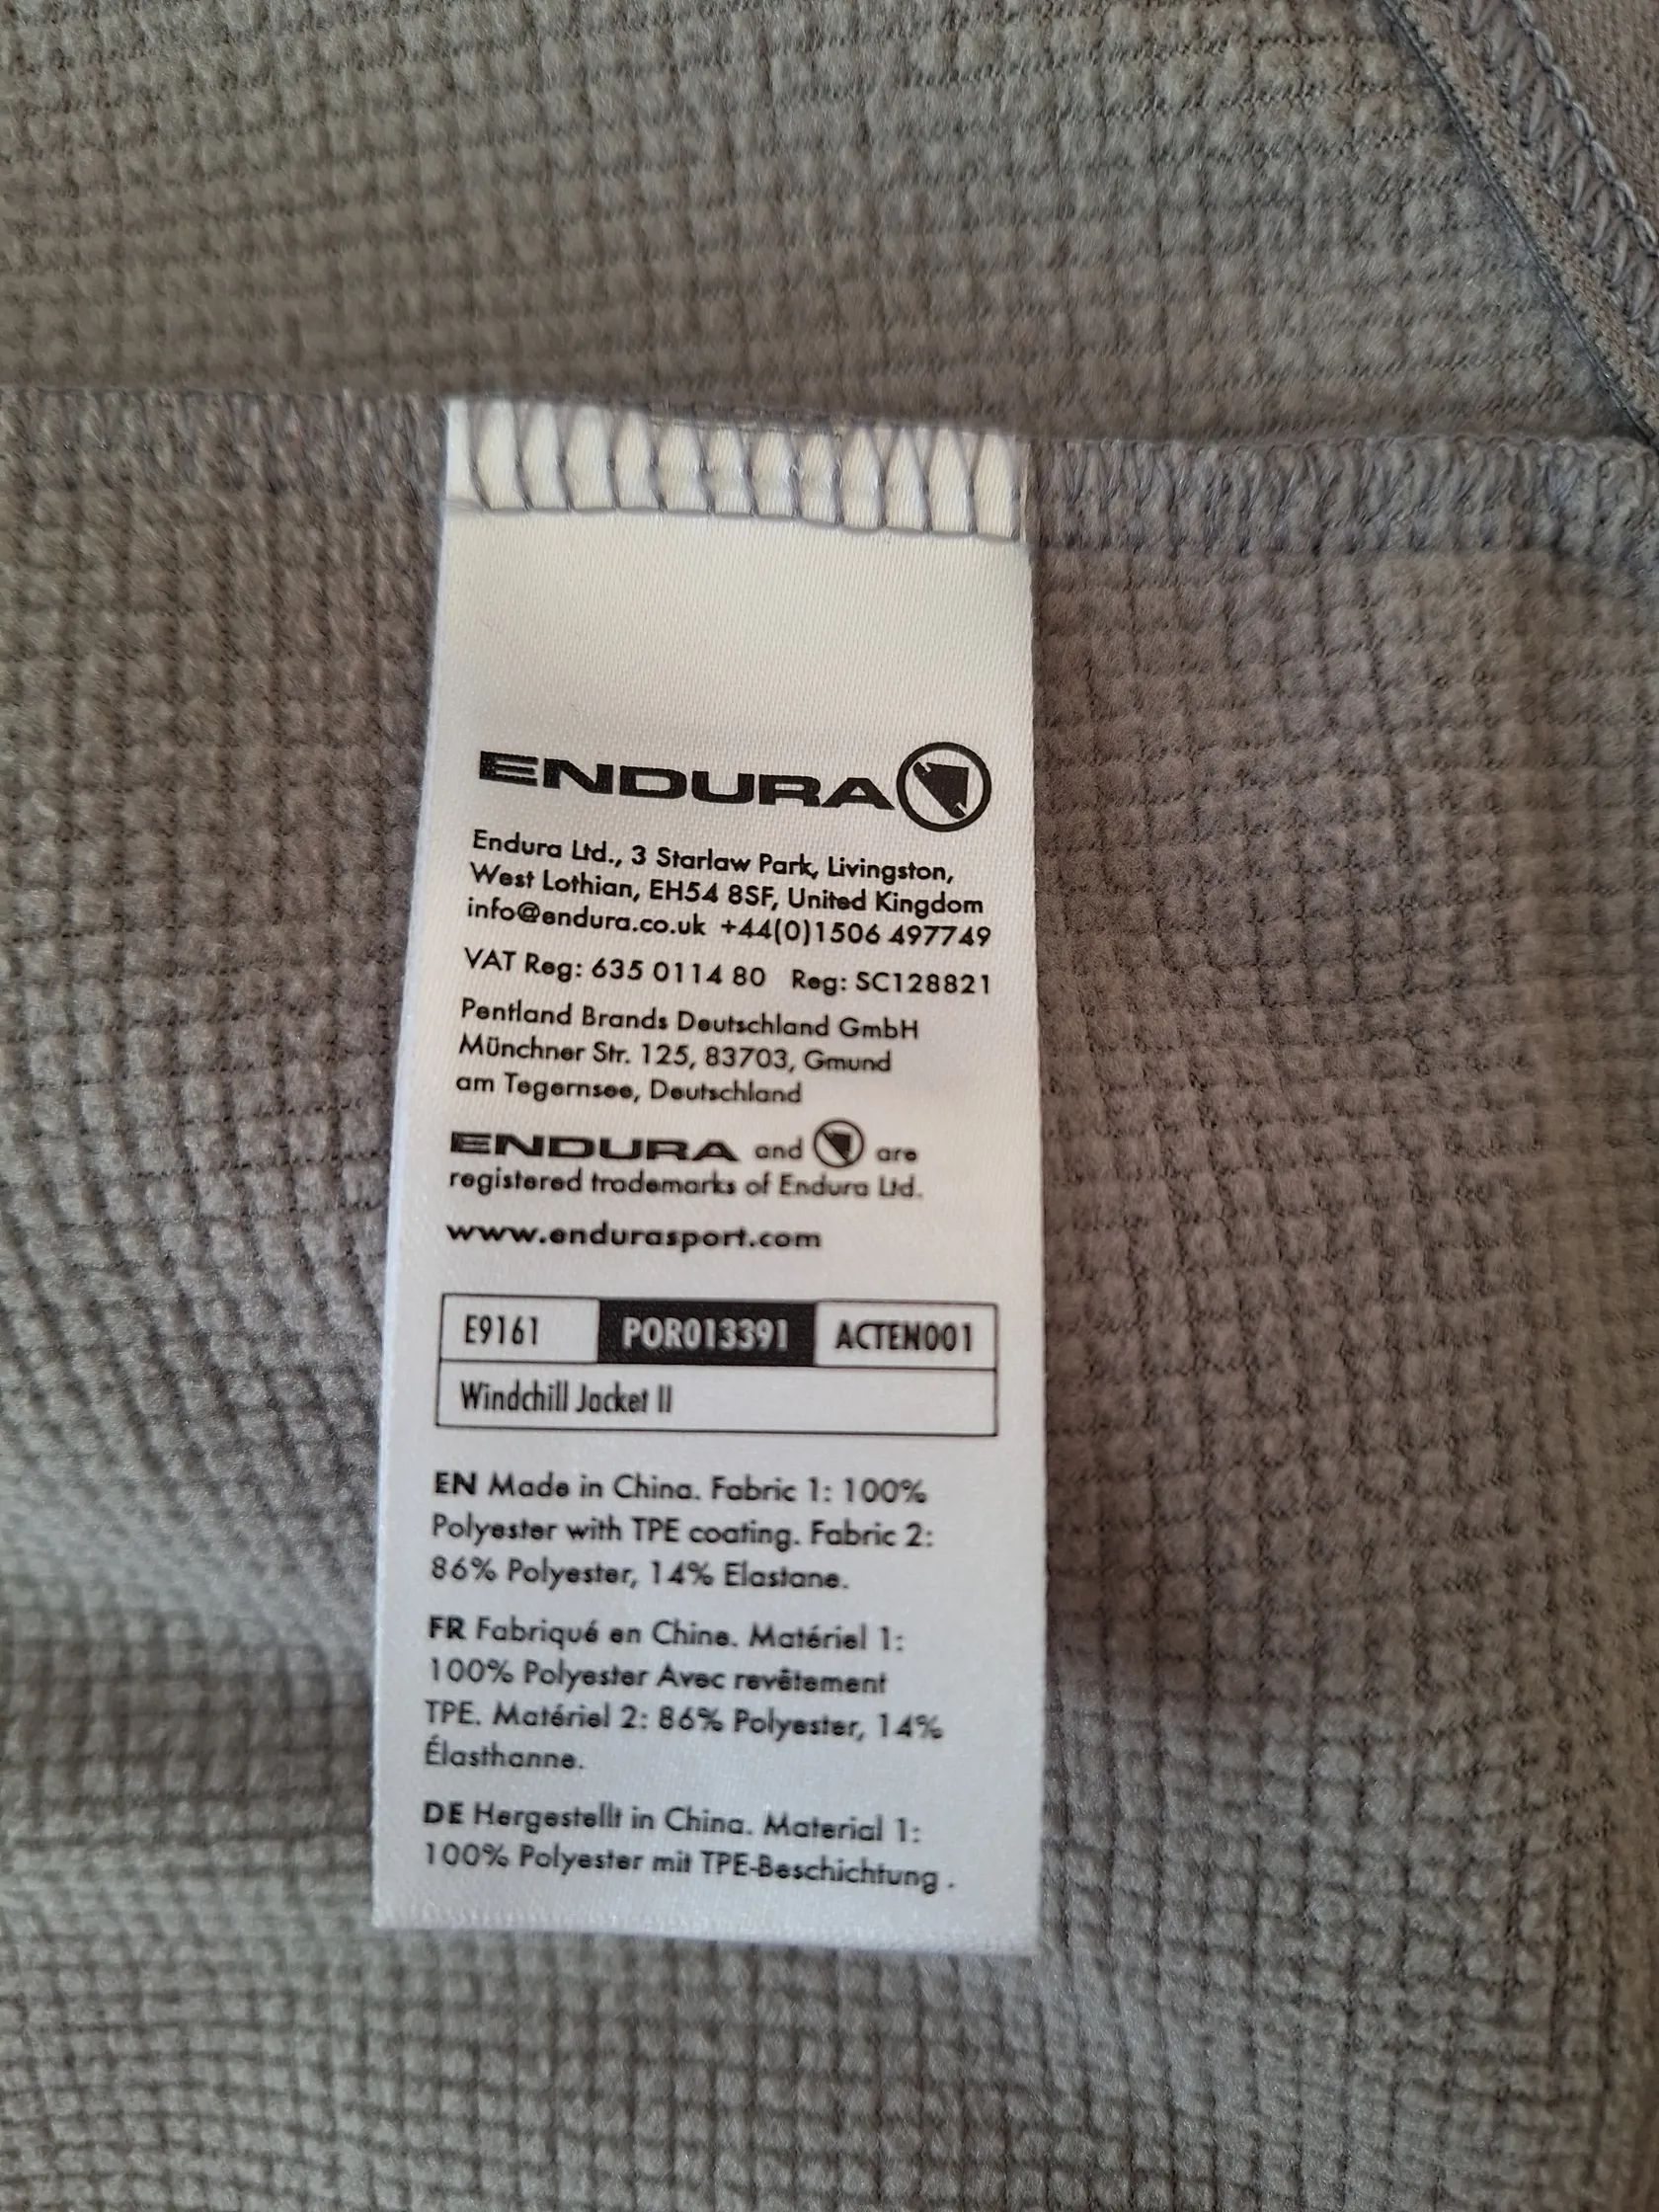 ENDURA
Endura Ltd., 3 Starlaw Park, Livingston,
West Lothian, EH54 8SF, United Kingdom
info@endura.co.uk +44(0)1506 497749
VAT Reg: 635 0114 80 Reg: SC128821
Pentland Brands Deutschland GmbH
Münchner Str. 125, 83703, Gmund
am Tegernsee, Deutschland
ENDURA and are
registered trademarks of Endura Ltd.
www.endurasport.com
E9161 POR013391 ACTEN001
Windchill Jacket II
EN Made in China. Fabric 1: 100%
Polyester with TPE coating. Fabric 2:
86% Polyester, 14% Elastane.
FR Fabriqué en Chine. Matériel 1:
100% Polyester Avec revêtement
TPE. Matériel 2: 86% Polyester, 14%
Élasthanne.
DE Hergestellt in China. Material 1:
100% Polyester mit TPE-Beschichtung .